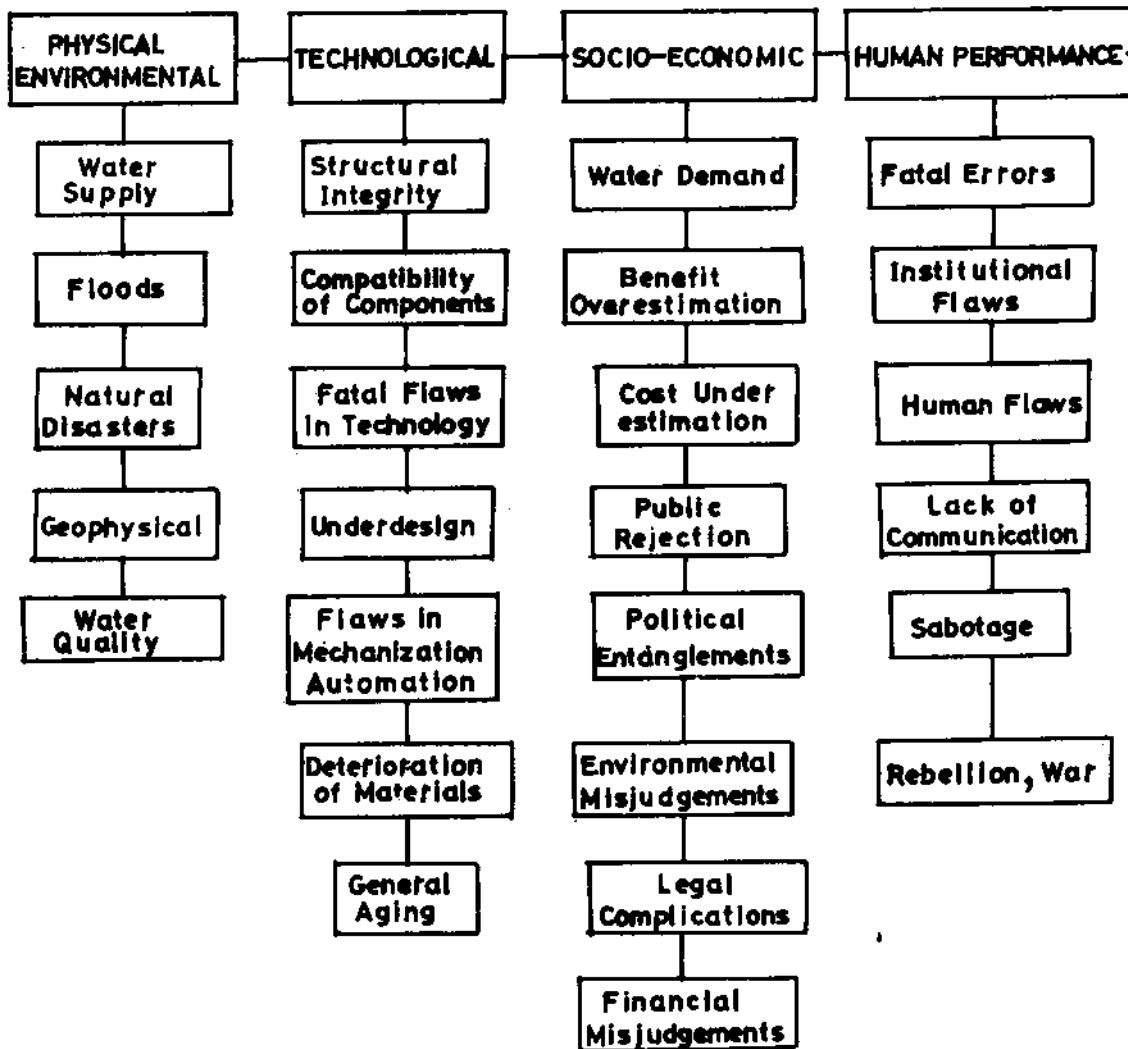 PHYSICAL
ENVIRONMENTAL
TECHNOLOGICAL
SOCIO-ECONOMIC
HUMAN PERFORMANCE
Water
Supply
Floods
Natural
Disasters
Geophysical
Water
Quality
Structural
Integrity
Compatibility
of Components
Fatal Flaws
in Technology
Underdesign
Flaws in
Mechanization
Automation
Deterioration
of Materials
General
Aging
Water Demand
Benefit
Overestimation
Cost Under
estimation
Public
Rejection
Political
Entanglements
Environmental
Misjudgements
Legal
Complications
Financial
Misjudgements
Fatal Errors
Institutional
Flaws
Human Flaws
Lack of
Communication
Sabotage
Rebellion, War